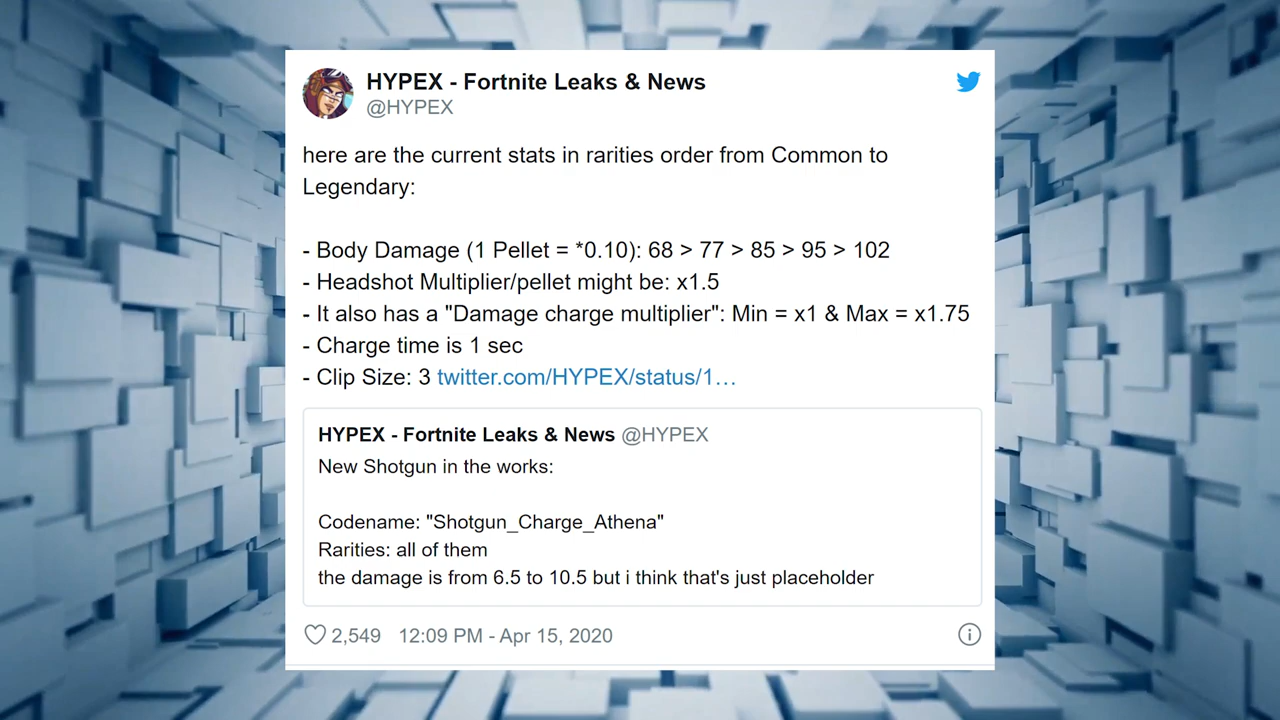 HYPEX - Fortnite Leaks & News
@HYPEX
here are the current stats in rarities order from Common to
Legendary:
- Body Damage (1 Pellet = *0.10): 68 > 77 > 85 > 95 > 102
- Headshot Multiplier/pellet might be: x1.5
- It also has a "Damage charge multiplier": Min = x1 & Max = x1.75
- Charge time is 1 sec
- Clip Size: 3 twitter.com/HYPEX/status/1…
HYPEX - Fortnite Leaks & News @HYPEX
New Shotgun in the works:
Codename: "Shotgun_Charge_Athena"
Rarities: all of them
the damage is from 6.5 to 10.5 but i think that's just placeholder
2,549 12:09 PM - Apr 15, 2020